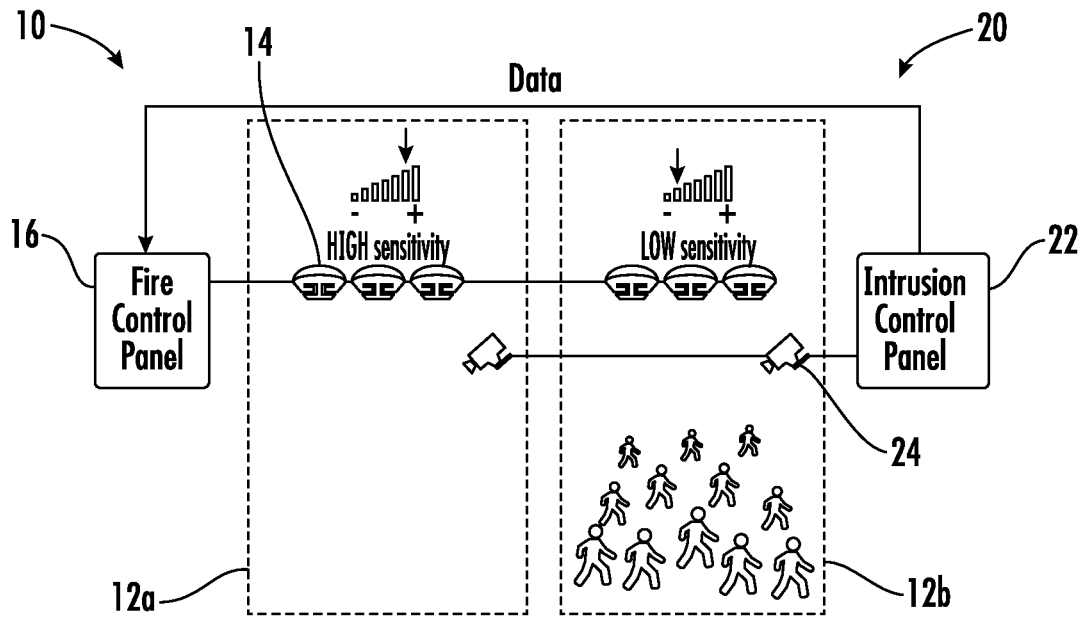 10
14
20
Data
- +
- +
HIGH sensitivity
LOW sensitivity
16
22
Fire
Control
Panel
Intrusion
Control
Panel
24
12a
12b